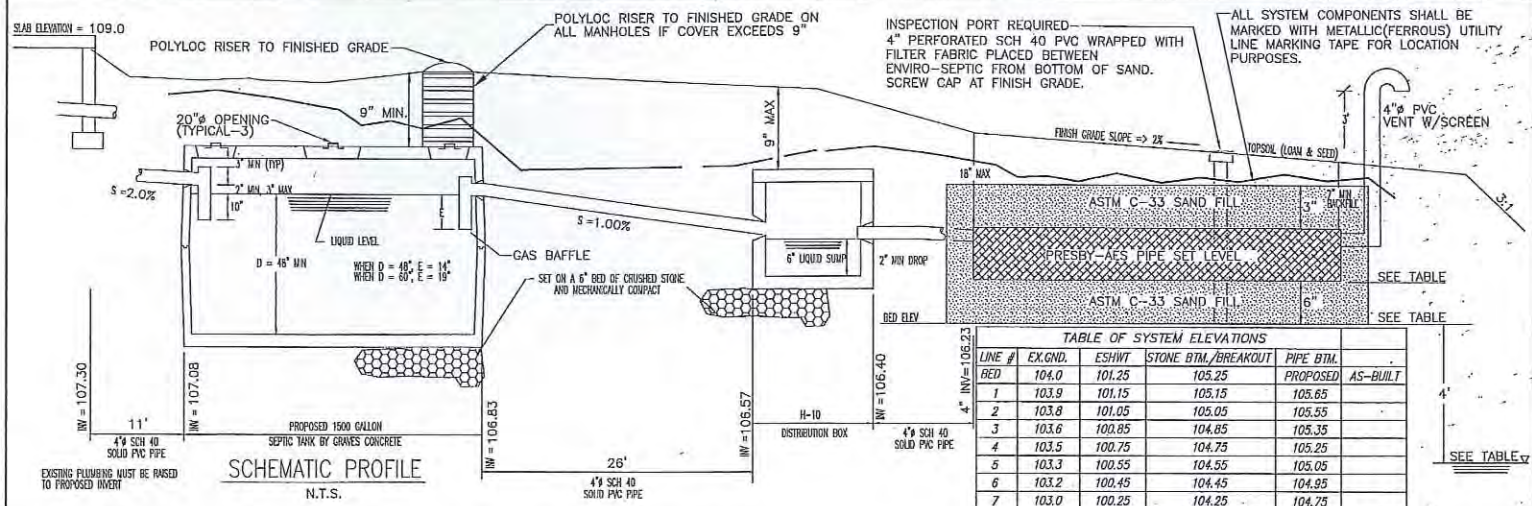 SLAB ELEVATION = 109.0
POLYLOC RISER TO FINISHED GRADE
POLYLOC RISER TO FINISHED GRADE ON
ALL MANHOLES IF COVER EXCEEDS 9"
INSPECTION PORT REQUIRED
4" PERFORATED SCH 40 PVC WRAPPED WITH
FILTER FABRIC PLACED BETWEEN
ENVIRO-SEPTIC FROM BOTTOM OF SAND.
SCREW CAP AT FINISH GRADE.
ALL SYSTEM COMPONENTS SHALL BE
MARKED WITH METALLIC(FERROUS) UTILITY
LINE MARKING TAPE FOR LOCATION
PURPOSES.
4"ø PVC
VENT W/SCREEN
3'
9" MIN.
9" MAX
20"ø OPENING
(TYPICAL-3)
3" MIN (TYP)
2" MIN, 3" MAX
10"
S =2.0%
LIQUID LEVEL
D = 48" MIN
WHEN D = 48", E = 14"
WHEN D = 60", E = 19"
E
GAS BAFFLE
S =1.00%
SET ON A 6" BED OF CRUSHED STONE
AND MECHANICALLY COMPACT
6" LIQUID SUMP
2" MIN DROP
FINISH GRADE SLOPE => 2%
TOPSOIL (LOAM & SEED)
18" MAX
ASTM C-33 SAND FILL
3"
BACKFILL
3:1
PRESBY-AES PIPE SET LEVEL
SEE TABLE
ASTM C-33 SAND FILL
6"
BED ELEV
SEE TABLE
4'
SEE TABLE
INV = 107.30
INV = 107.08
INV = 106.83
INV = 106.57
INV = 106.40
4" INV=106.23
11'
4"ø SCH 40
SOLID PVC PIPE
PROPOSED 1500 GALLON
SEPTIC TANK BY GRAVES CONCRETE
26'
4"ø SCH 40
SOLID PVC PIPE
H-10
DISTRIBUTION BOX
4"ø SCH 40
SOLID PVC PIPE
EXISTING PLUMBING MUST BE RAISED
TO PROPOSED INVERT
SCHEMATIC PROFILE
N.T.S.
TABLE OF SYSTEM ELEVATIONS
LINE # EX.GND. ESHWT STONE BTM./BREAKOUT PIPE BTM.
BED 104.0 101.25 105.25 PROPOSED AS-BUILT
1 103.9 101.15 105.15 105.65
2 103.8 101.05 105.05 105.55
3 103.6 100.85 104.85 105.35
4 103.5 100.75 104.75 105.25
5 103.3 100.55 104.55 105.05
6 103.2 100.45 104.45 104.95
7 103.0 100.25 104.25 104.75